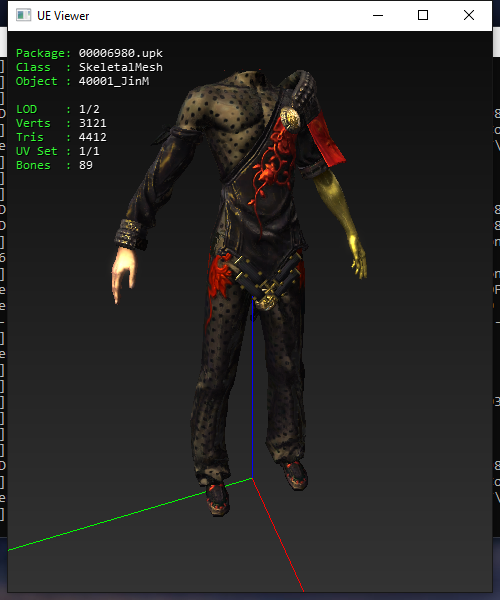 UE Viewer
Package: 00006980.upk
Class  : SkeletalMesh
Object : 40001_JinM
LOD    : 1/2
Verts  : 3121
Tris   : 4412
UV Set : 1/1
Bones  : 89